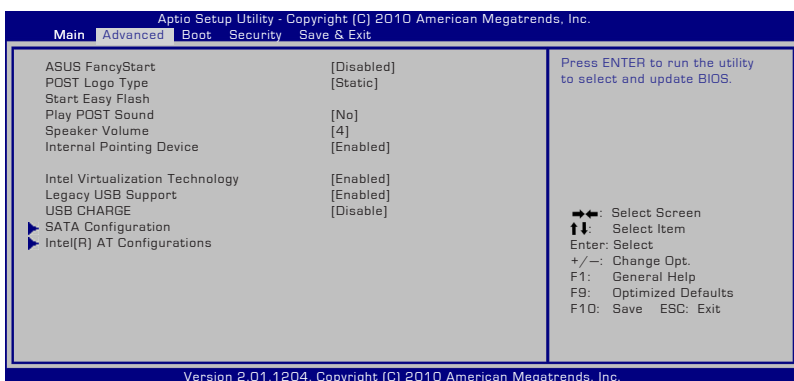 Aptio Setup Utility - Copyright (C) 2010 American Megatrends, Inc.
Main Advanced Boot Security Save & Exit
ASUS FancyStart [Disabled]
POST Logo Type [Static]
Start Easy Flash
Play POST Sound [No]
Speaker Volume [4]
Internal Pointing Device [Enabled]
Intel Virtualization Technology [Enabled]
Legacy USB Support [Enabled]
USB CHARGE [Disable]
SATA Configuration
Intel(R) AT Configurations
Press ENTER to run the utility
to select and update BIOS.
→←: Select Screen
↑↓: Select Item
Enter: Select
+/—: Change Opt.
F1: General Help
F9: Optimized Defaults
F10: Save ESC: Exit
Version 2.01.1204. Copyright (C) 2010 American Megatrends, Inc.